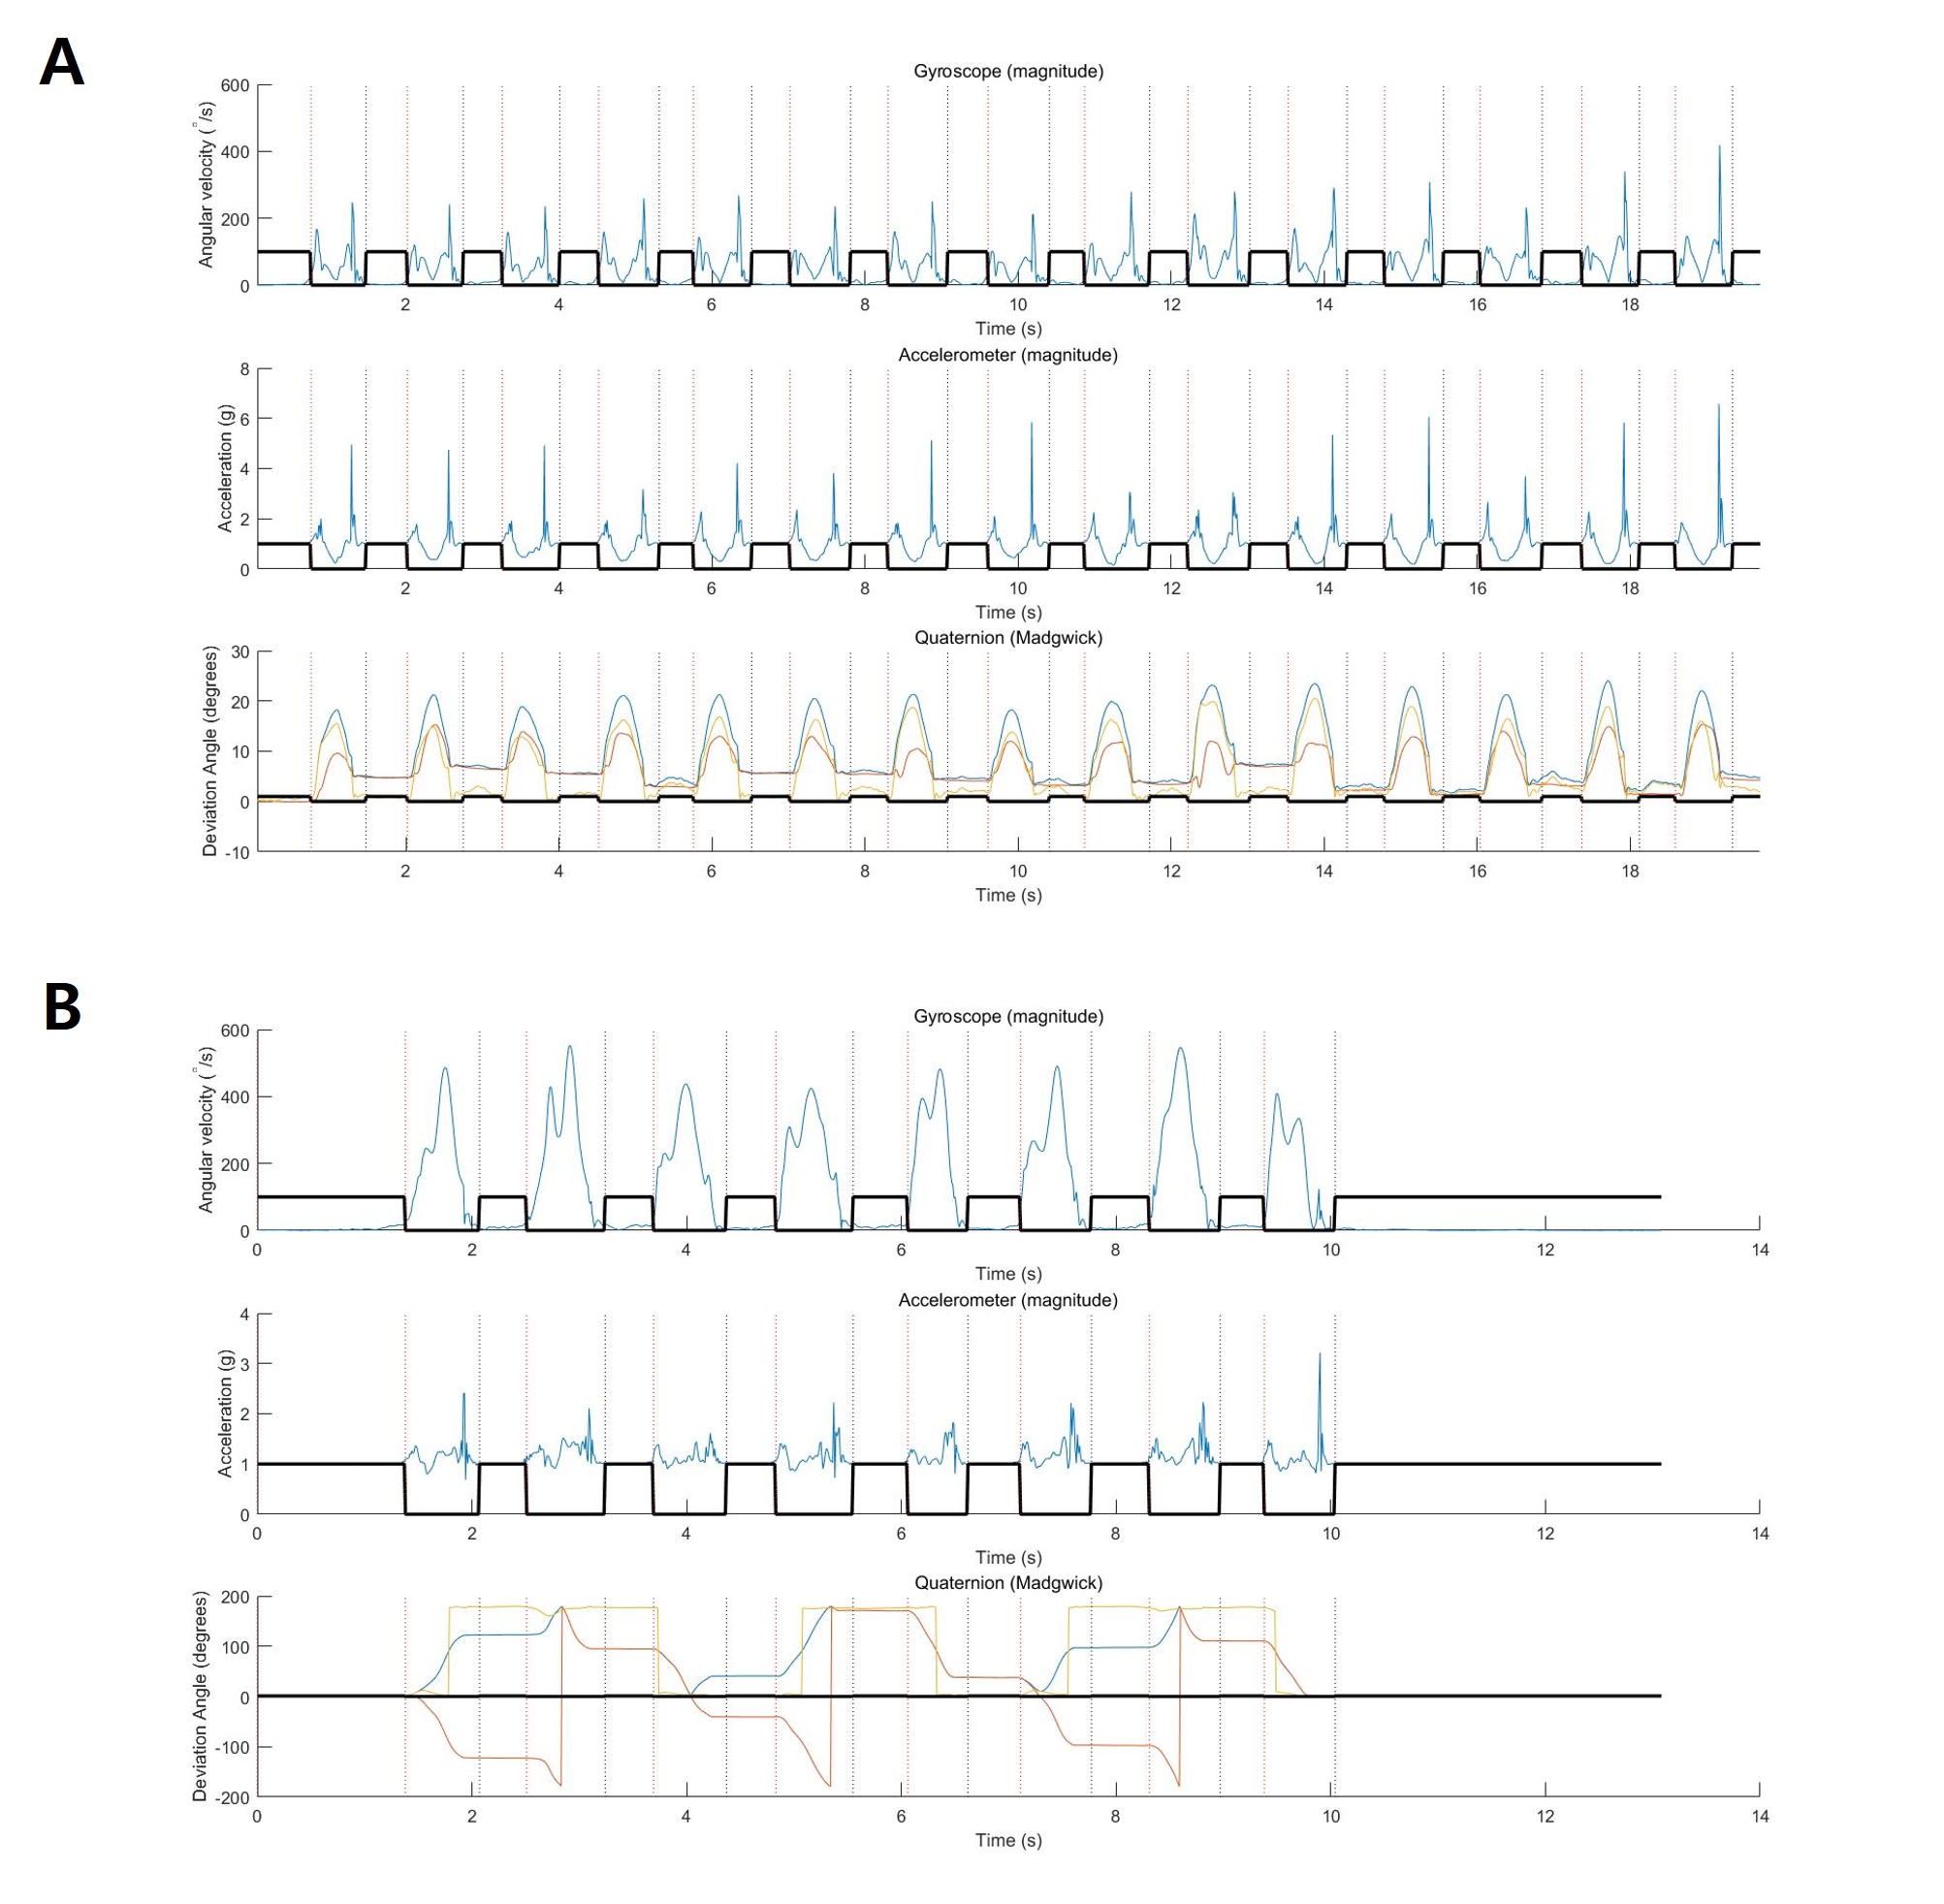 A
Gyroscope (magnitude)
Angular velocity (°/s)
600
400
200
0
2 4 6 8 10 12 14 16 18
Time (s)
Accelerometer (magnitude)
Acceleration (g)
8
6
4
2
0
2 4 6 8 10 12 14 16 18
Time (s)
Quaternion (Madgwick)
Deviation Angle (degrees)
30
20
10
0
-10
2 4 6 8 10 12 14 16 18
Time (s)
B
Gyroscope (magnitude)
Angular velocity (°/s)
600
400
200
0
0 2 4 6 8 10 12 14
Time (s)
Accelerometer (magnitude)
Acceleration (g)
4
3
2
1
0
0 2 4 6 8 10 12 14
Time (s)
Quaternion (Madgwick)
Deviation Angle (degrees)
200
100
0
-100
-200
0 2 4 6 8 10 12 14
Time (s)